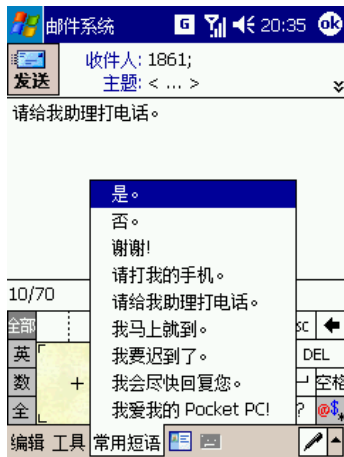 邮件系统 G 20:35 ok
发送
收件人: 1861;
主题: < ... >
请给我助理打电话。
是。
否。
谢谢!
请打我的手机。
请给我助理打电话。
我马上就到。
我要迟到了。
我会尽快回复您。
我爱我的 Pocket PC!
10/70
全部
英 DEL
数 + 空格
全 ? @$
编辑 工具 常用短语